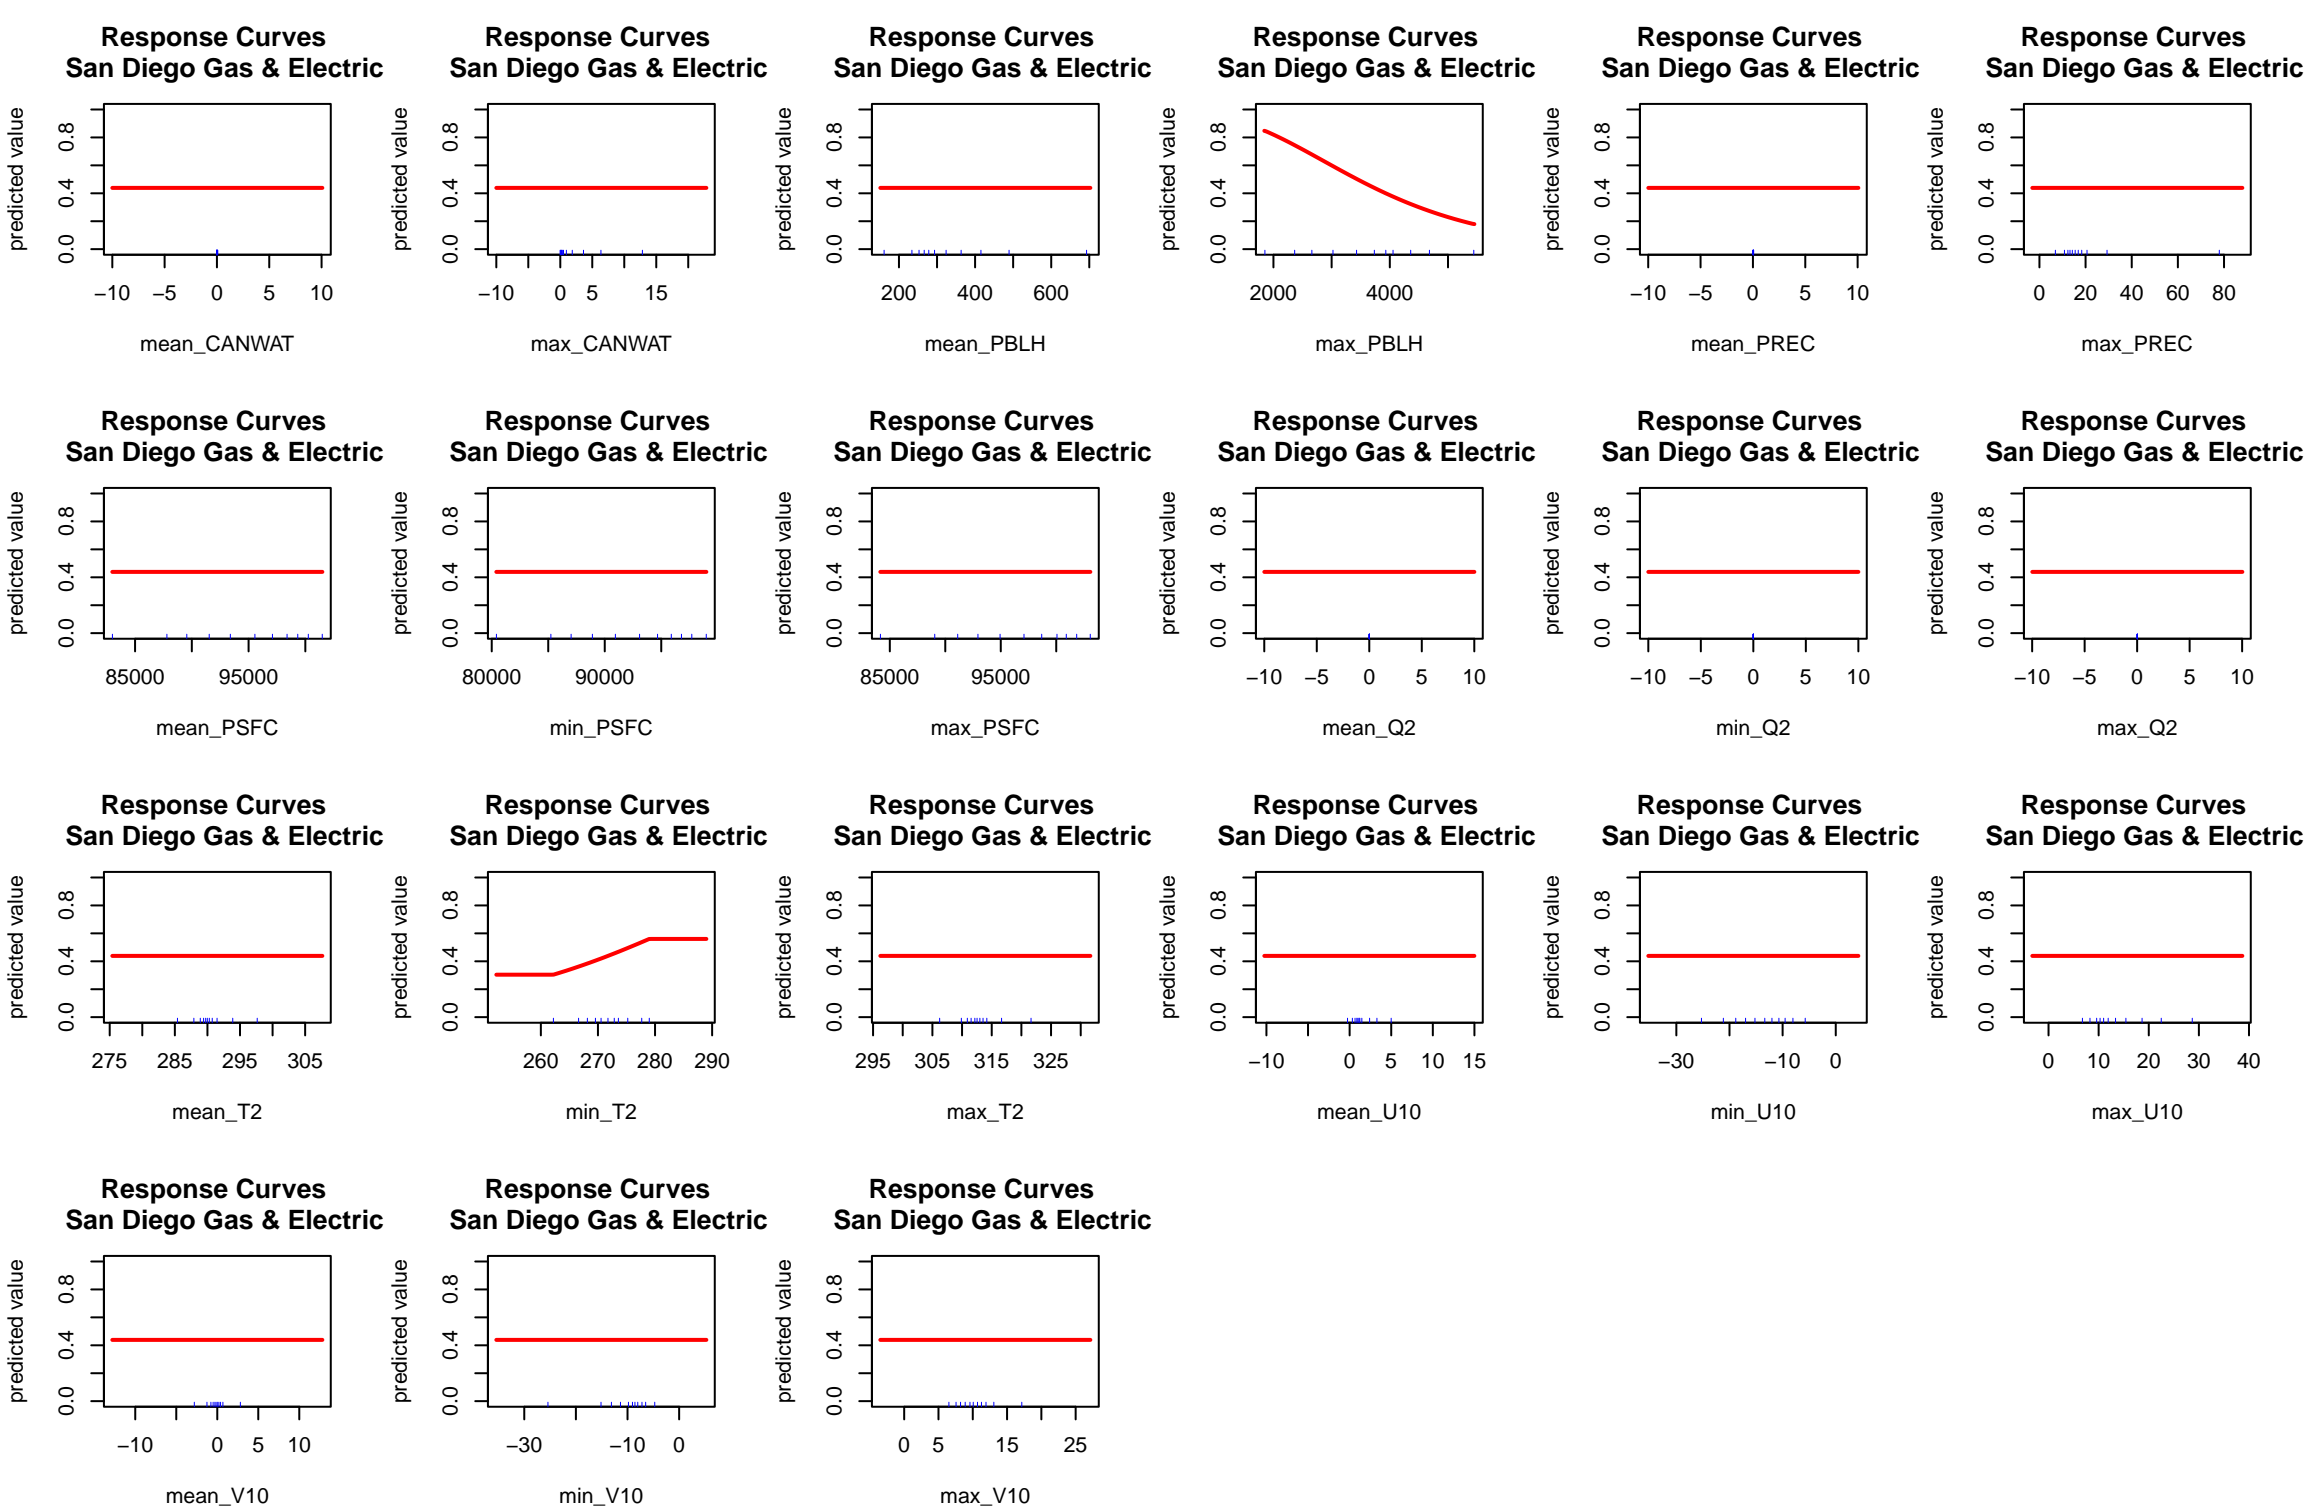 Response Curves
San Diego Gas & Electric
predicted value
0.0 0.4 0.8
−10 −5 0 5 10
mean_CANWAT
Response Curves
San Diego Gas & Electric
predicted value
0.0 0.4 0.8
−10 0 5 15
max_CANWAT
Response Curves
San Diego Gas & Electric
predicted value
0.0 0.4 0.8
200 400 600
mean_PBLH
Response Curves
San Diego Gas & Electric
predicted value
0.0 0.4 0.8
2000 4000
max_PBLH
Response Curves
San Diego Gas & Electric
predicted value
0.0 0.4 0.8
−10 −5 0 5 10
mean_PREC
Response Curves
San Diego Gas & Electric
predicted value
0.0 0.4 0.8
0 20 40 60 80
max_PREC
Response Curves
San Diego Gas & Electric
predicted value
0.0 0.4 0.8
85000 95000
mean_PSFC
Response Curves
San Diego Gas & Electric
predicted value
0.0 0.4 0.8
80000 90000
min_PSFC
Response Curves
San Diego Gas & Electric
predicted value
0.0 0.4 0.8
85000 95000
max_PSFC
Response Curves
San Diego Gas & Electric
predicted value
0.0 0.4 0.8
−10 −5 0 5 10
mean_Q2
Response Curves
San Diego Gas & Electric
predicted value
0.0 0.4 0.8
−10 −5 0 5 10
min_Q2
Response Curves
San Diego Gas & Electric
predicted value
0.0 0.4 0.8
−10 −5 0 5 10
max_Q2
Response Curves
San Diego Gas & Electric
predicted value
0.0 0.4 0.8
275 285 295 305
mean_T2
Response Curves
San Diego Gas & Electric
predicted value
0.0 0.4 0.8
260 270 280 290
min_T2
Response Curves
San Diego Gas & Electric
predicted value
0.0 0.4 0.8
295 305 315 325
max_T2
Response Curves
San Diego Gas & Electric
predicted value
0.0 0.4 0.8
−10 0 5 10 15
mean_U10
Response Curves
San Diego Gas & Electric
predicted value
0.0 0.4 0.8
−30 −10 0
min_U10
Response Curves
San Diego Gas & Electric
predicted value
0.0 0.4 0.8
0 10 20 30 40
max_U10
Response Curves
San Diego Gas & Electric
predicted value
0.0 0.4 0.8
−10 0 5 10
mean_V10
Response Curves
San Diego Gas & Electric
predicted value
0.0 0.4 0.8
−30 −10 0
min_V10
Response Curves
San Diego Gas & Electric
predicted value
0.0 0.4 0.8
0 5 15 25
max_V10